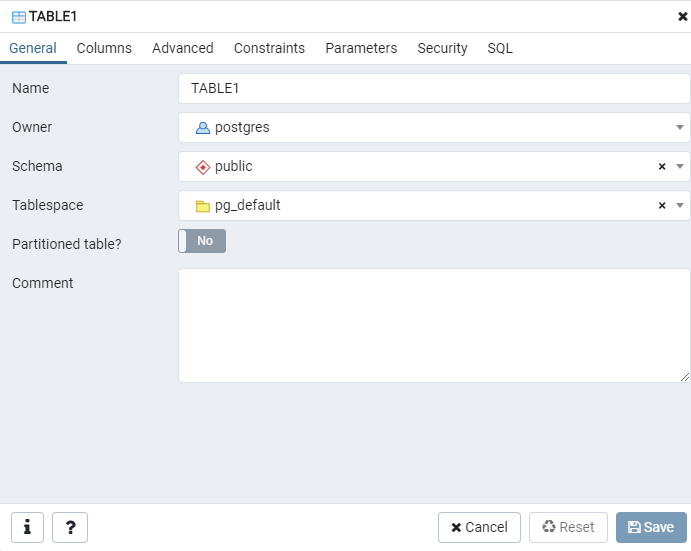 TABLE1
General Columns Advanced Constraints Parameters Security SQL
Name TABLE1
Owner postgres
Schema public
Tablespace pg_default
Partitioned table? No
Comment
i ? Cancel Reset Save